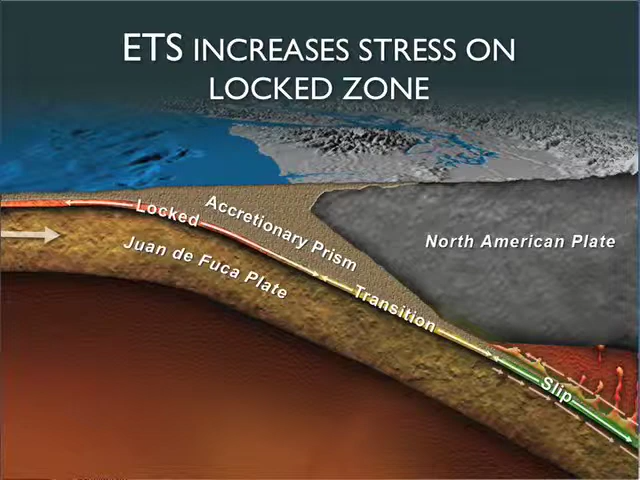 ETS INCREASES STRESS ON
LOCKED ZONE
Locked
Accretionary Prism
North American Plate
Juan de Fuca Plate
Transition
Slip